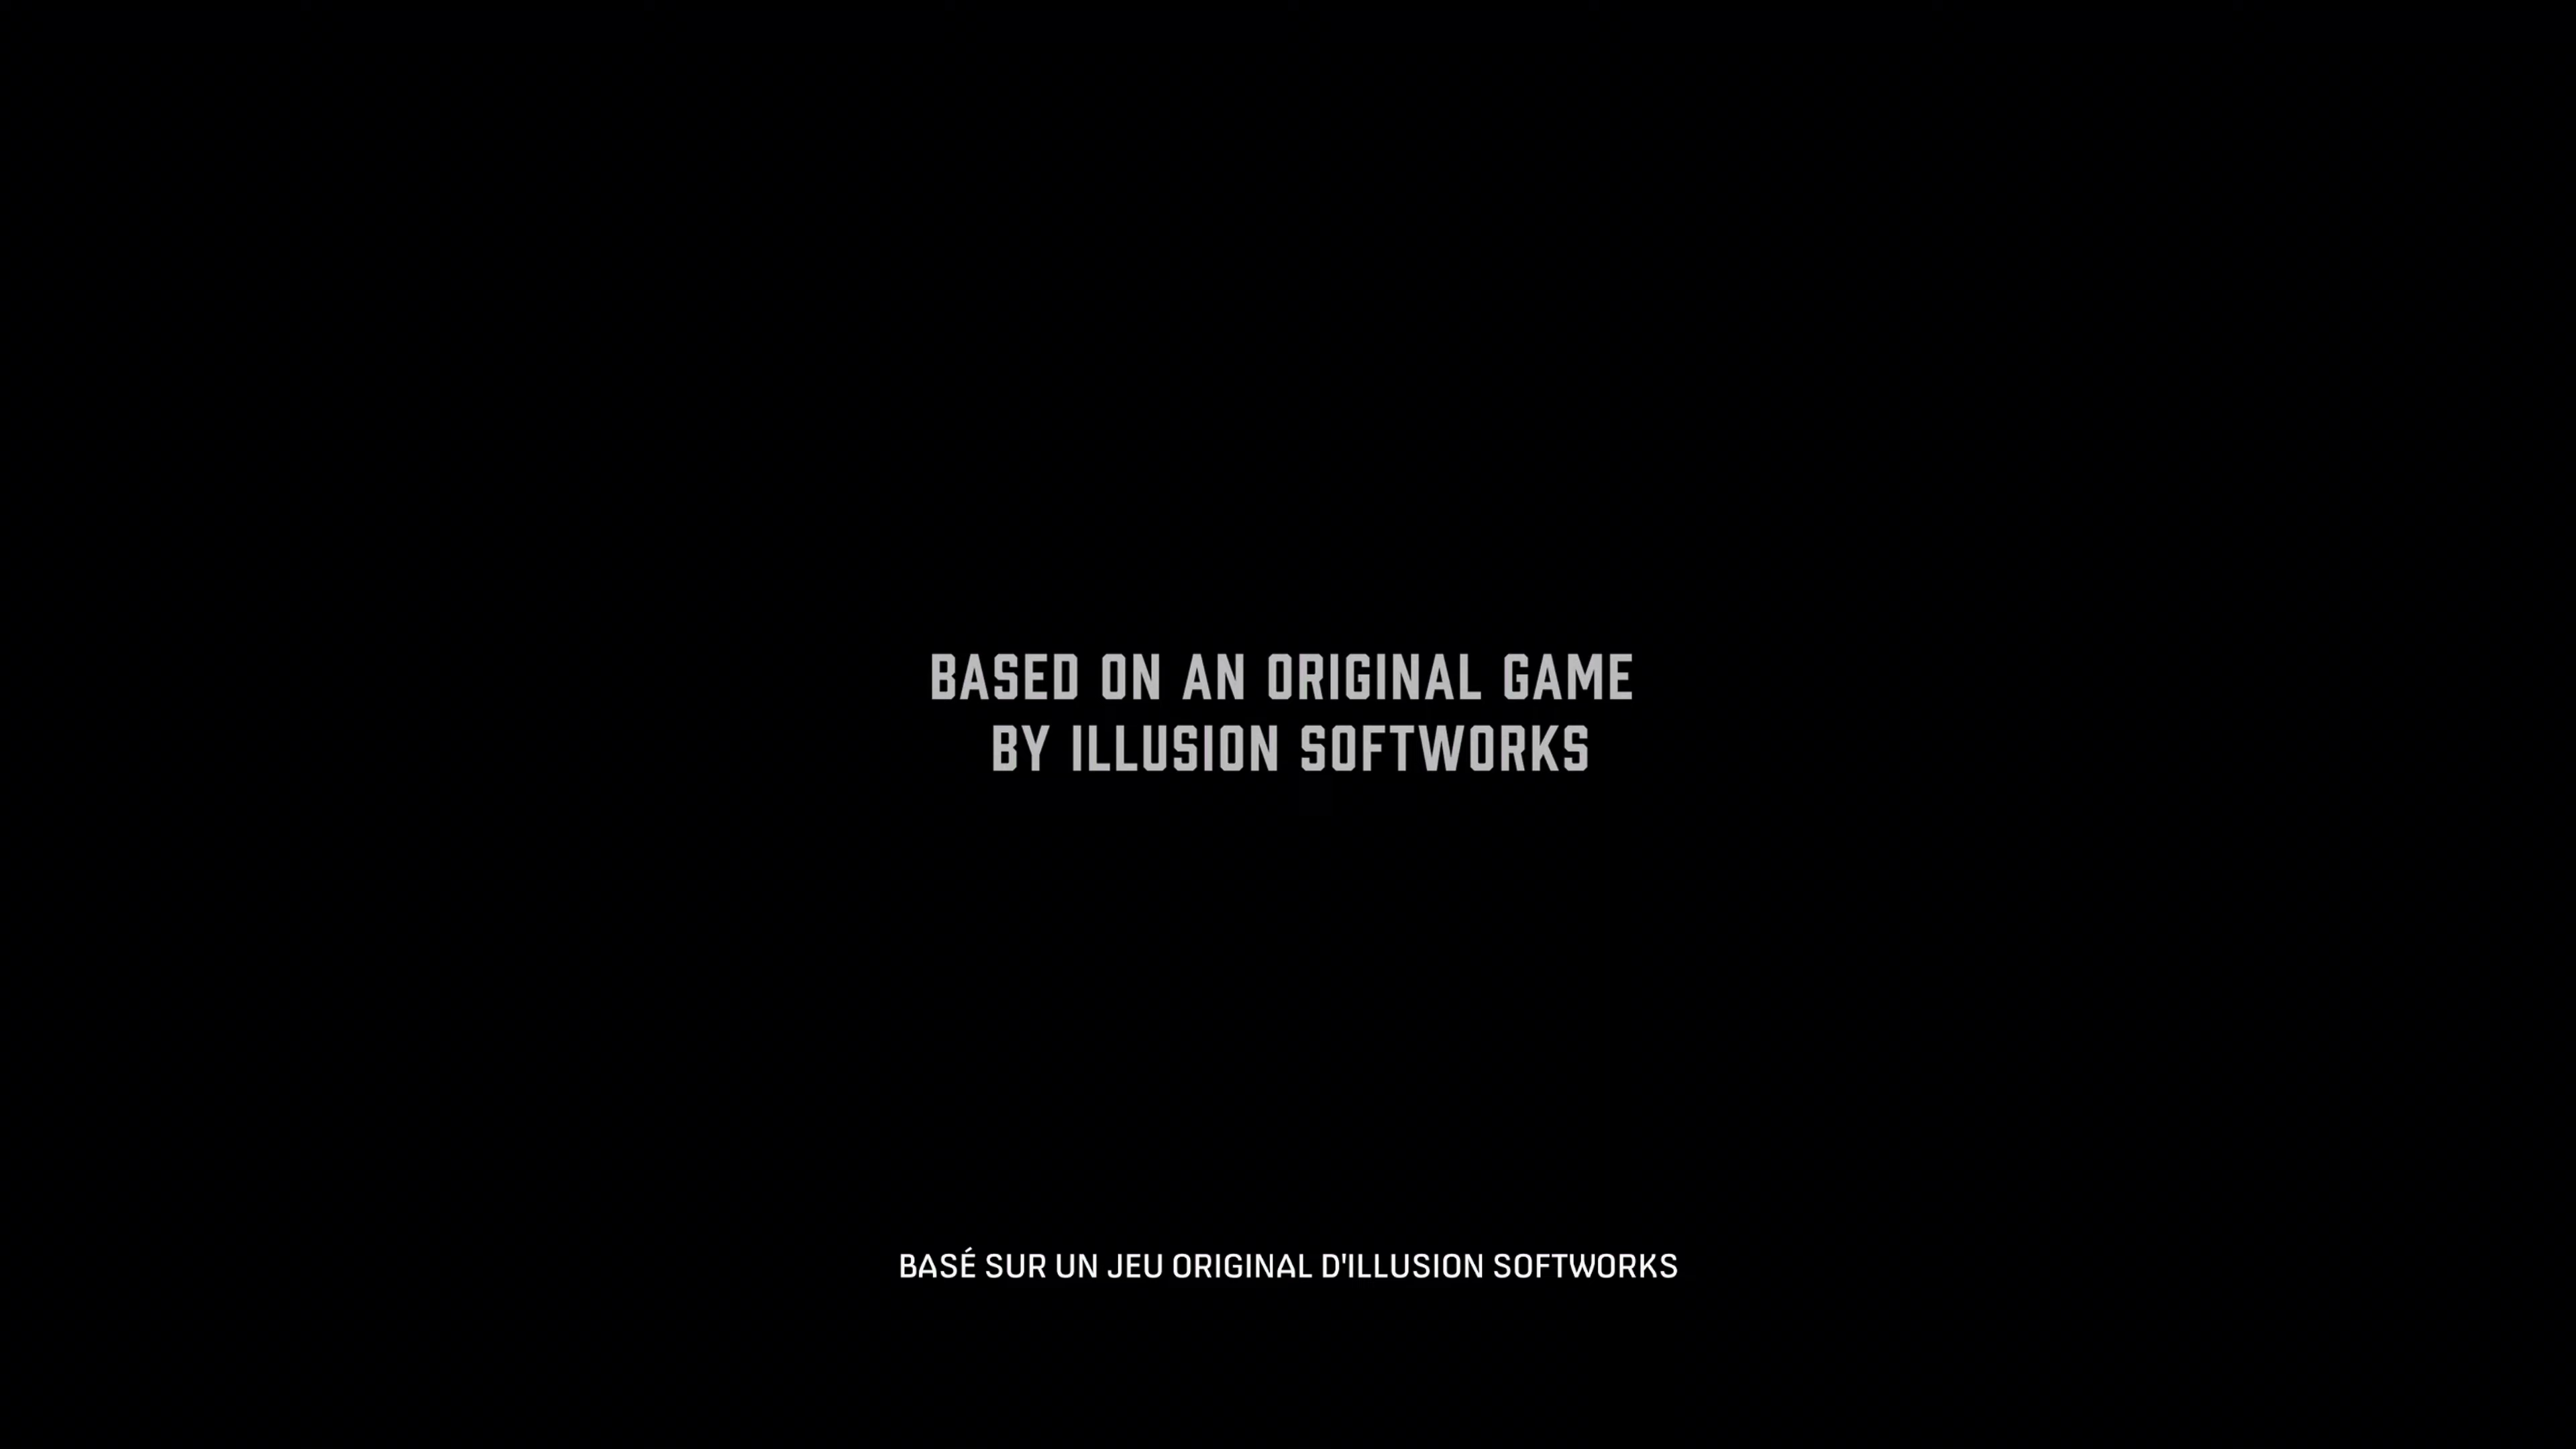 BASED ON AN ORIGINAL GAME
BY ILLUSION SOFTWORKS
BASÉ SUR UN JEU ORIGINAL D'ILLUSION SOFTWORKS